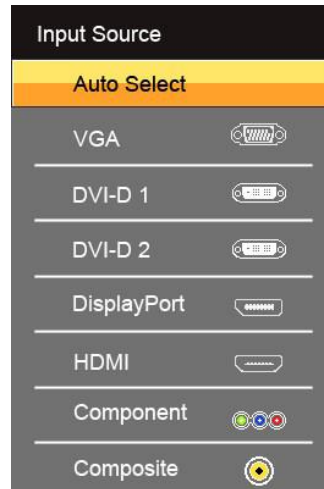 Input Source
Auto Select
VGA
DVI-D 1
DVI-D 2
DisplayPort
HDMI
Component
Composite